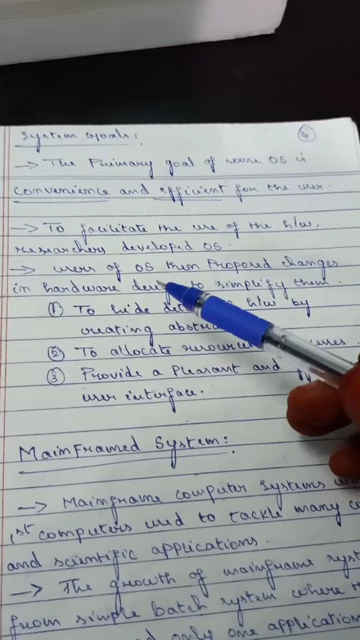 System Goals:
4
→ The Primary goal of some OS is
convenience and efficient for the user.
→ To facilitate the use of the h/w.
researchers developed OS.
→ users of OS then Proposed changes
in hardware to simplify them.
① To hide h/w by
creating
② To allocate
③ Provide a Pleasant and
user interface.
MainFramed System:
→ Mainframe computer Systems
1st computers used to tackle many
and scientific applications.
→ The growth of mainframe
from simple batch system where
only one